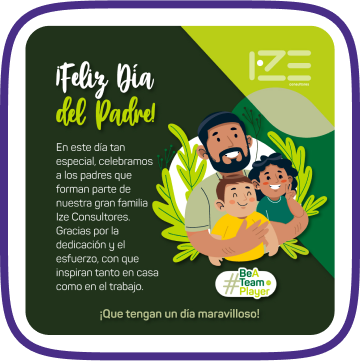 ¡Feliz Día
del Padre!
IZE
En este día tan
especial, celebramos
a los padres que
forman parte de
nuestra gran familia
Ize Consultores.
Gracias por la
dedicación y el
esfuerzo, con que
inspiran tanto en casa
como en el trabajo.
#BeA
Team
Player
¡Que tengan un día maravilloso!